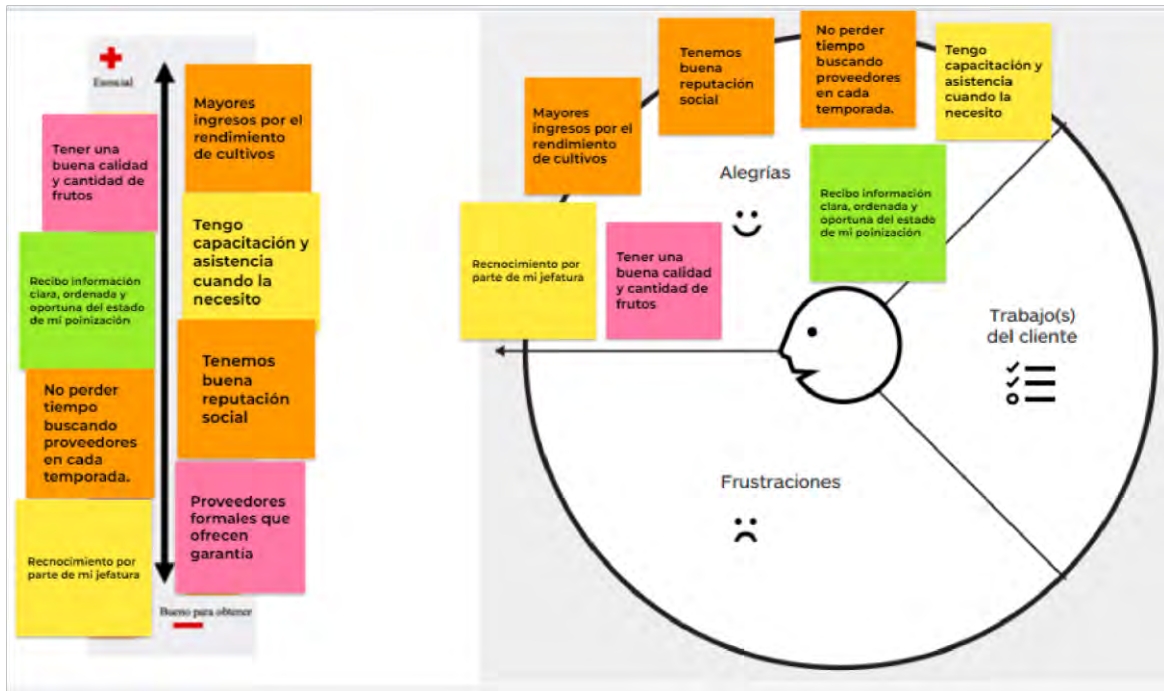 Esencial
Mayores
ingresos por el
rendimiento
de cultivos
Tener una
buena calidad
y cantidad de
frutos
Tengo
capacitación y
asistencia
cuando la
necesito
Recibo información
clara, ordenada y
oportuna del estado
de mi poinización
Tenemos
buena
reputación
social
No perder
tiempo
buscando
proveedores
en cada
temporada.
Proveedores
formales que
ofrecen
garantía
Recnocimiento por
parte de mi jefatura
Bueno para obtener
Recnocimiento por
parte de mi jefatura
Mayores
ingresos por el
rendimiento
de cultivos
Tenemos
buena
reputación
social
No perder
tiempo
buscando
proveedores
en cada
temporada.
Tengo
capacitación y
asistencia
cuando la
necesito
Alegrías
Tener una
buena calidad
y cantidad de
frutos
Recibo información
clara, ordenada y
oportuna del estado
de mi poinización
Trabajo(s)
del cliente
Frustraciones